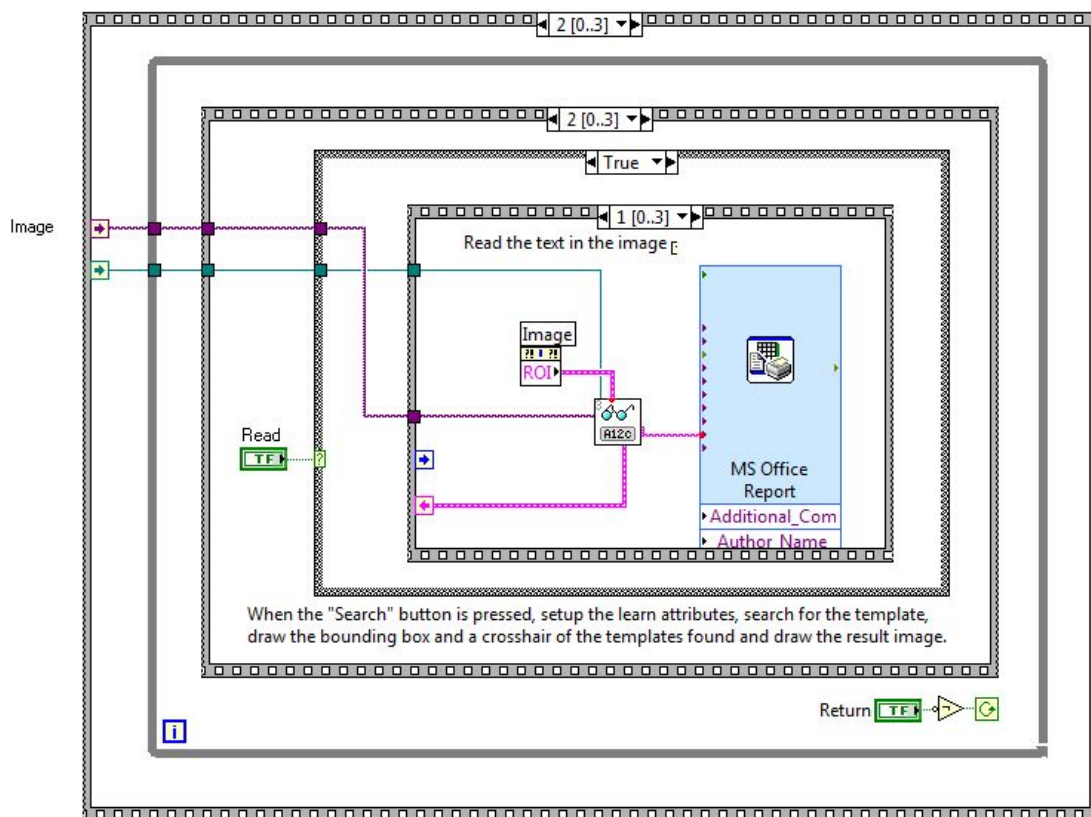 2 [0..3]
2 [0..3]
True
1 [0..3]
Image
Read the text in the image
Image
ROI
A12c
Read
TF
?
MS Office
Report
Additional_Com
Author_Name
When the "Search" button is pressed, setup the learn attributes, search for the template,
draw the bounding box and a crosshair of the templates found and draw the result image.
Return
TF
i